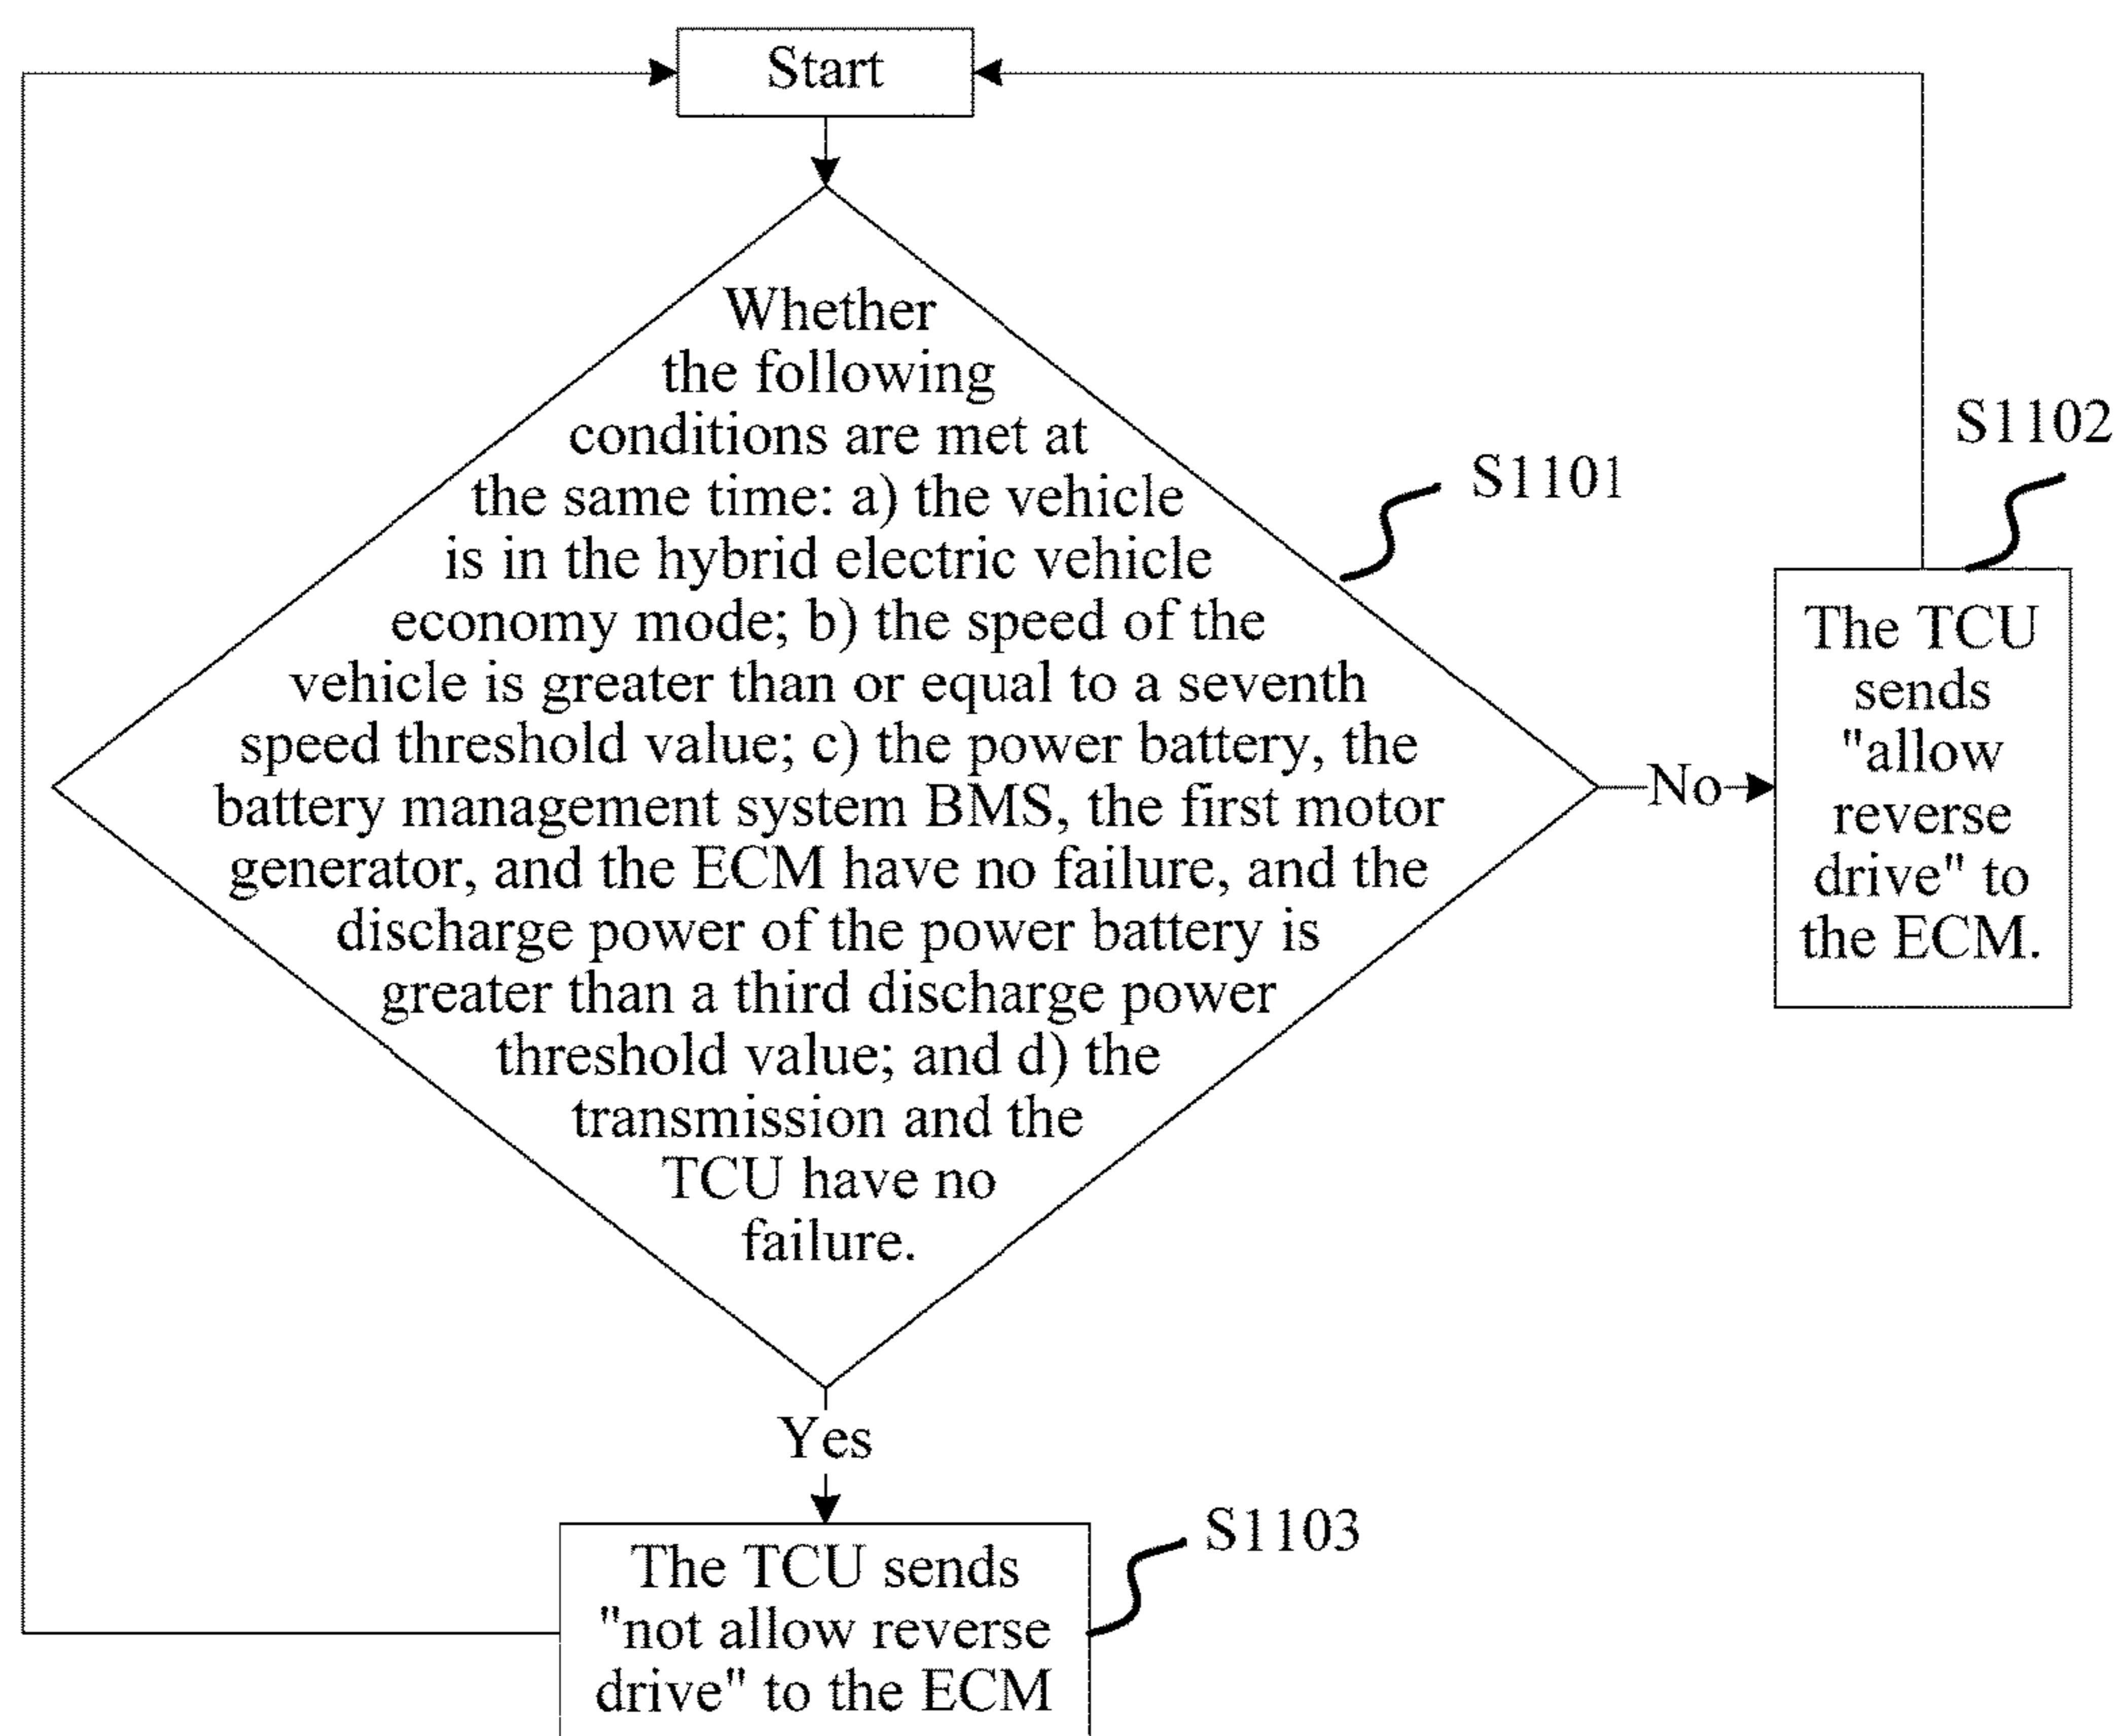 Start
Whether
the following
conditions are met at
the same time: a) the vehicle
is in the hybrid electric vehicle
economy mode; b) the speed of the
vehicle is greater than or equal to a seventh
speed threshold value; c) the power battery, the
battery management system BMS, the first motor
generator, and the ECM have no failure, and the
discharge power of the power battery is
greater than a third discharge power
threshold value; and d) the
transmission and the
TCU have no
failure.
S1101
No
S1102
The TCU
sends
"allow
reverse
drive" to
the ECM.
Yes
S1103
The TCU sends
"not allow reverse
drive" to the ECM